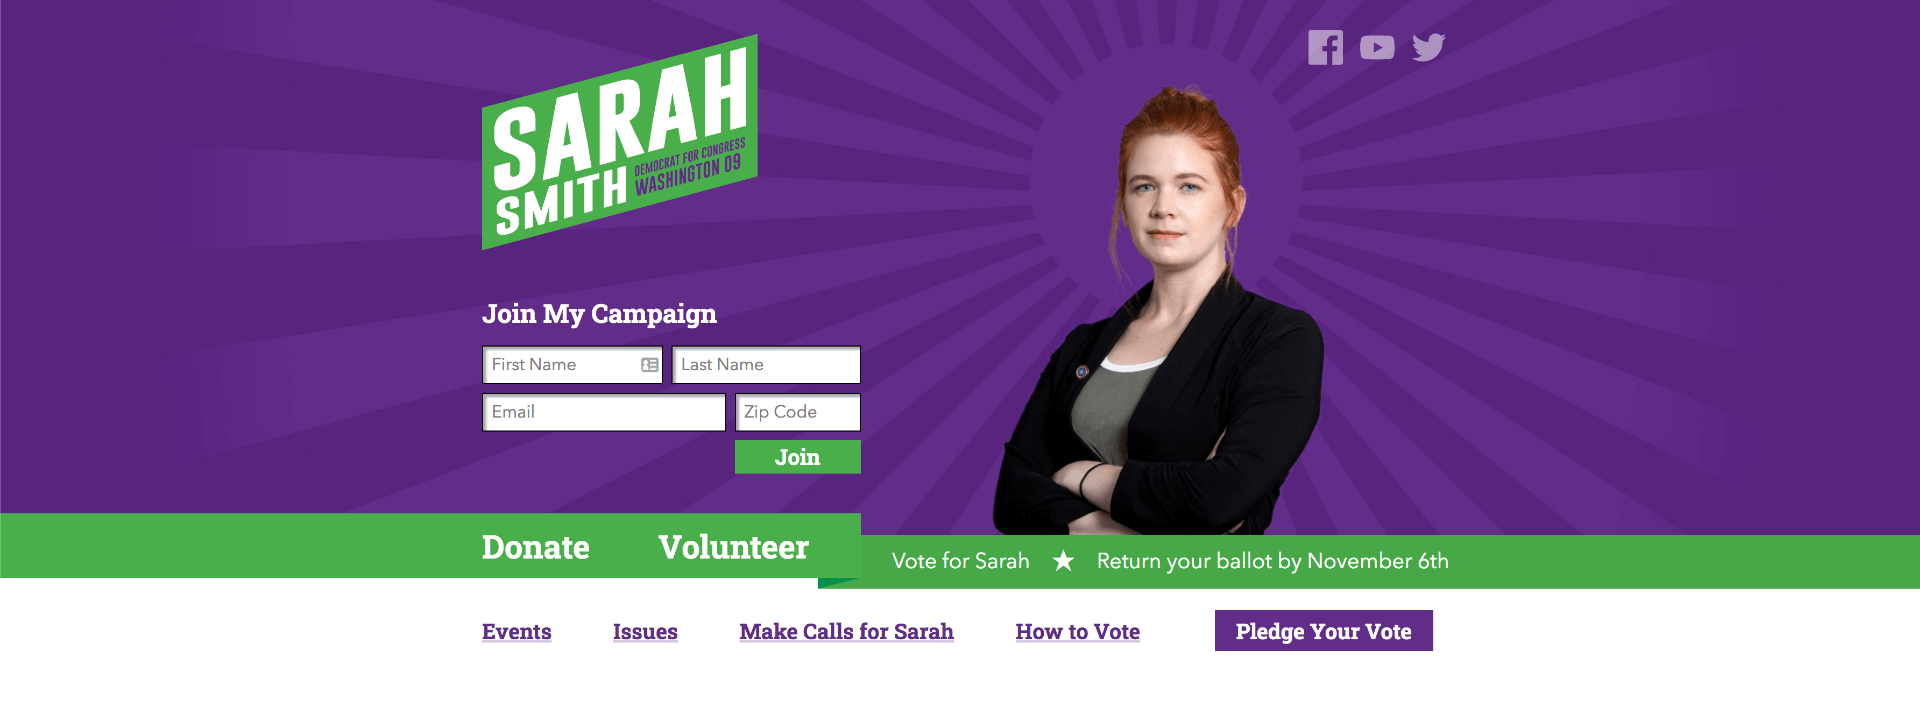 SARAH
SMITH
DEMOCRAT FOR CONGRESS
WASHINGTON 09
Join My Campaign
First Name
Last Name
Email
Zip Code
Join
Donate
Volunteer
Vote for Sarah ★ Return your ballot by November 6th
Events
Issues
Make Calls for Sarah
How to Vote
Pledge Your Vote